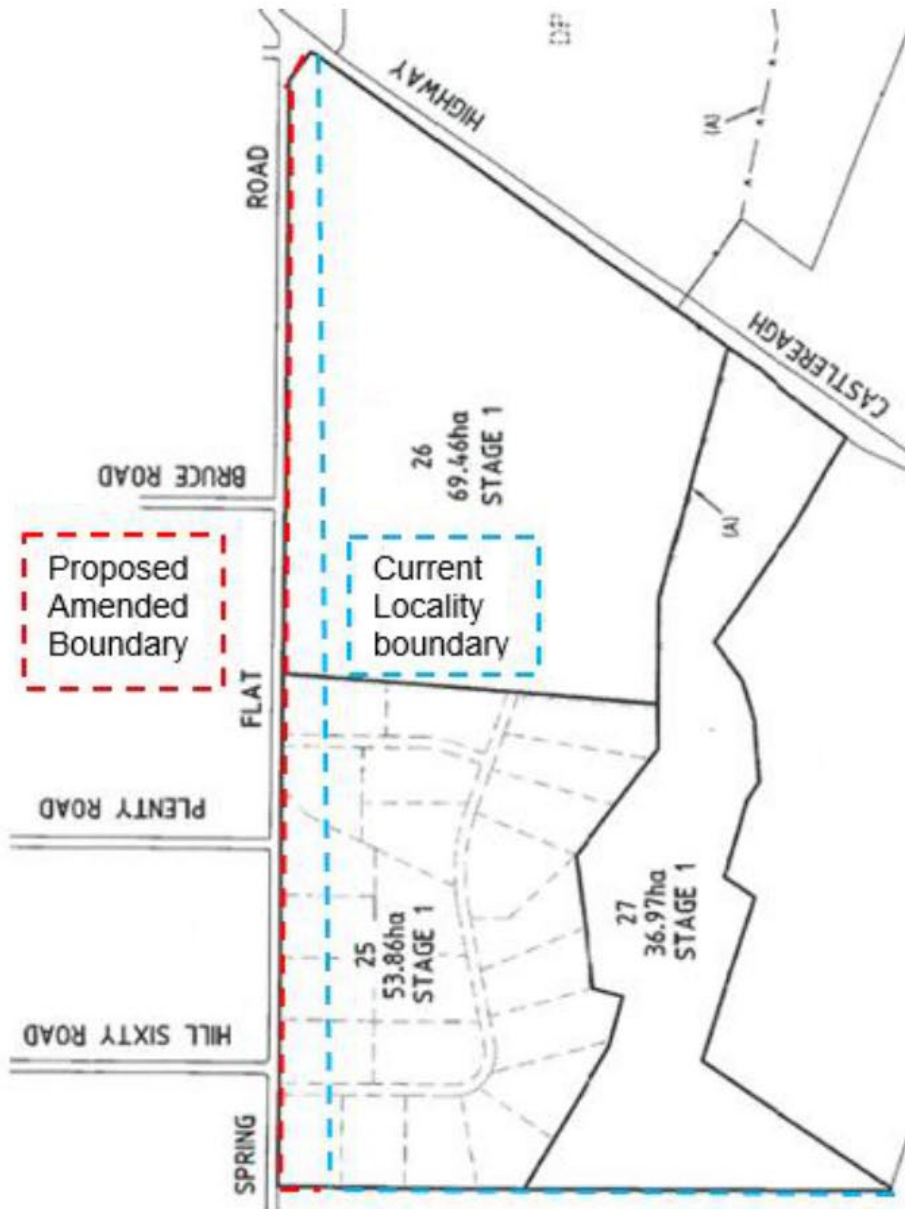 HIGHWAY
(A)
ROAD
CASTLEREAGH
26
69.46ha
STAGE 1
BRUCE ROAD
(A)
Proposed
Amended
Boundary
Current
Locality
boundary
FLAT
PLENTY ROAD
25
53.86ha
STAGE 1
27
36.97ha
STAGE 1
HILL SIXTY ROAD
SPRING